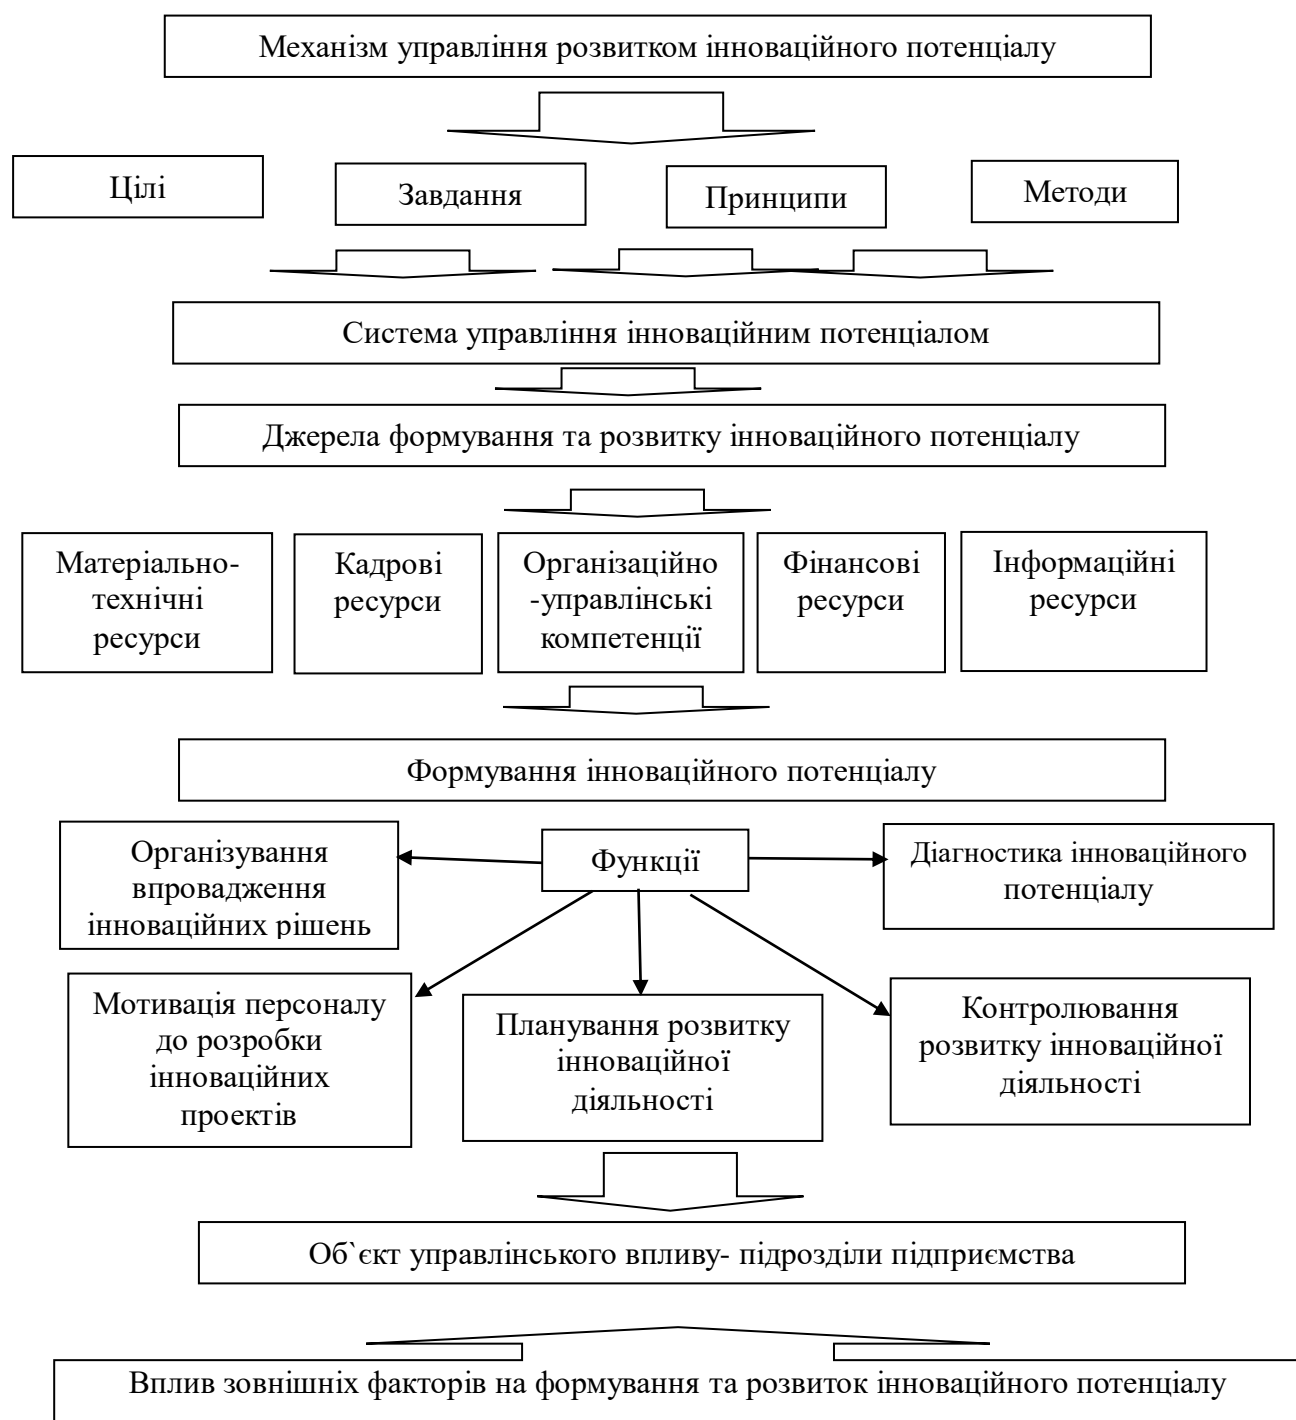 Механізм управління розвитком інноваційного потенціалу
Цілі
Завдання
Принципи
Методи
Система управління інноваційним потенціалом
Джерела формування та розвитку інноваційного потенціалу
Матеріально-
технічні
ресурси
Кадрові
ресурси
Організаційно
-управлінські
компетенції
Фінансові
ресурси
Інформаційні
ресурси
Формування інноваційного потенціалу
Організування
впровадження
інноваційних рішень
Функції
Діагностика інноваційного
потенціалу
Мотивація персоналу
до розробки
інноваційних
проектів
Планування розвитку
інноваційної
діяльності
Контролювання
розвитку інноваційної
діяльності
Об`єкт управлінського впливу- підрозділи підприємства
Вплив зовнішніх факторів на формування та розвиток інноваційного потенціалу